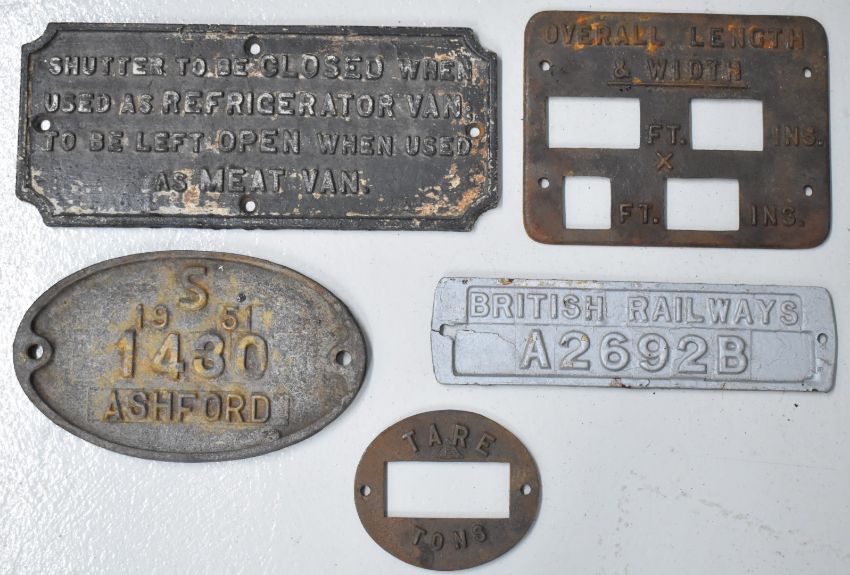 SHUTTER TO BE CLOSED WHEN
USED AS REFRIGERATOR VAN.
TO BE LEFT OPEN WHEN USED
AS MEAT VAN.
OVERALL LENGTH
& WIDTH
FT. INS.
X
FT. INS.
S
19 51
1430
ASHFORD
BRITISH RAILWAYS
A2692B
TARE
TONS